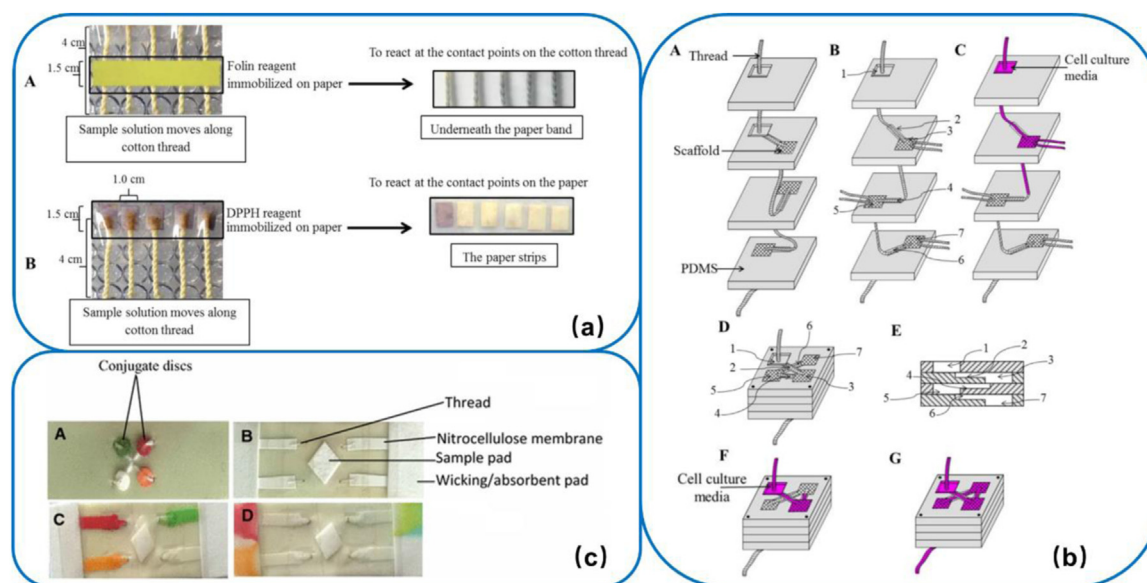 4 cm
1.5 cm
A
Folin reagent
immobilized on paper
To react at the contact points on the cotton thread
Underneath the paper band
Sample solution moves along
cotton thread
1.0 cm
1.5 cm
4 cm
B
DPPH reagent
immobilized on paper
To react at the contact points on the paper
The paper strips
Sample solution moves along
cotton thread
(a)
Conjugate discs
A
B
C
D
Thread
Nitrocellulose membrane
Sample pad
Wicking/absorbent pad
(c)
A
B
C
Thread
Scaffold
PDMS
1
2
3
4
5
7
6
Cell culture
media
D
1
2
5
4
6
7
3
E
1
2
3
4
5
6
7
F
Cell culture
media
G
(b)